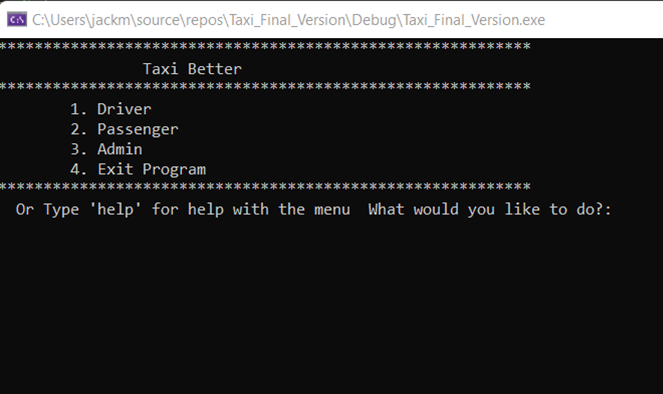 C:\Users\jackm\source\repos\Taxi_Final_Version\Debug\Taxi_Final_Version.exe
***********************************************************
Taxi Better
***********************************************************
1. Driver
2. Passenger
3. Admin
4. Exit Program
***********************************************************
Or Type 'help' for help with the menu  What would you like to do?: